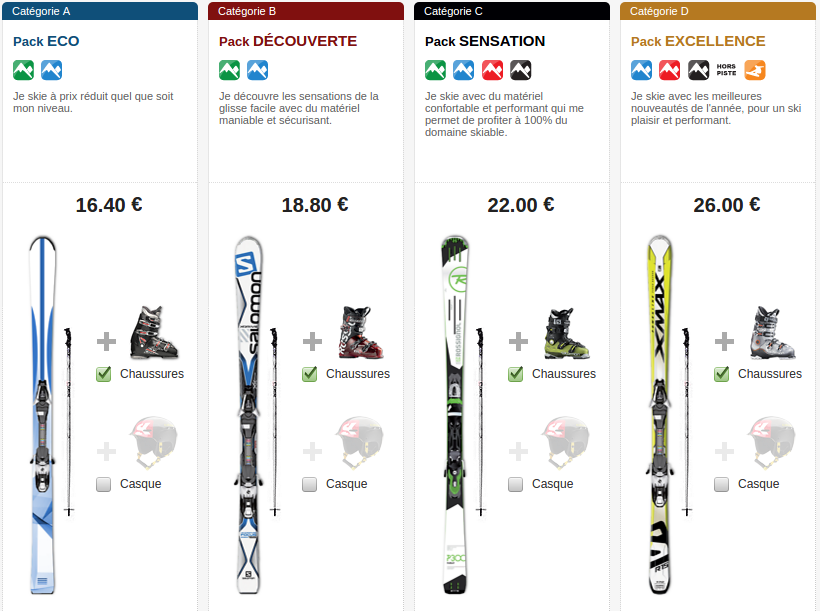 Catégorie A
Pack ECO
Je skie à prix réduit quel que soit
mon niveau.
16.40 €
Chaussures
Casque
Catégorie B
Pack DÉCOUVERTE
Je découvre les sensations de la
glisse facile avec du matériel
maniable et sécurisant.
18.80 €
S
salomon
Chaussures
Casque
Catégorie C
Pack SENSATION
Je skie avec du matériel
confortable et performant qui me
permet de profiter à 100% du
domaine skiable.
22.00 €
ROSSIGNOL
Chaussures
Casque
Catégorie D
Pack EXCELLENCE
HORS
PISTE
Je skie avec les meilleures
nouveautés de l'année, pour un ski
plaisir et performant.
26.00 €
XMAX
Chaussures
Casque